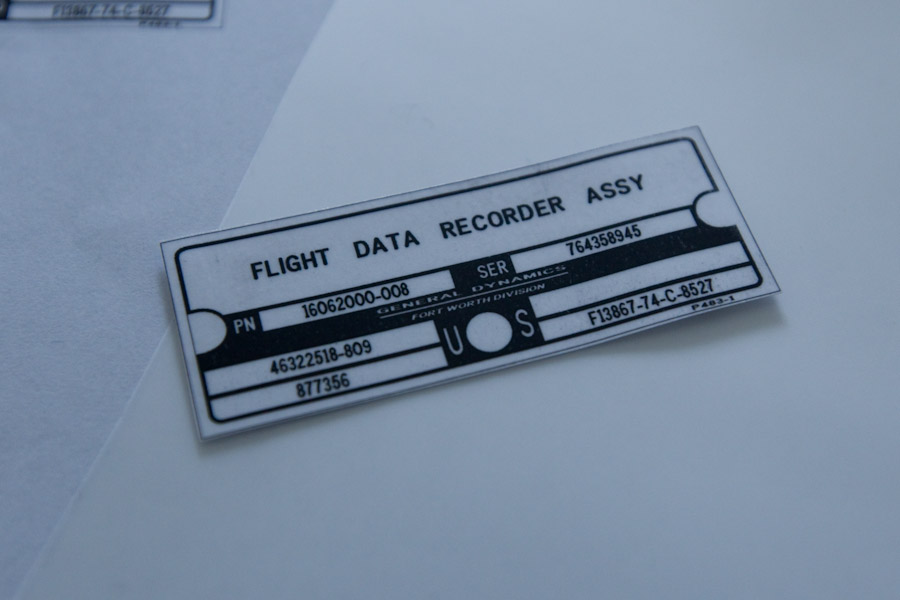 F13867-74-C-8527
FLIGHT DATA RECORDER ASSY
PN 16062000-008 SER 764358945
GENERAL DYNAMICS
FORT WORTH DIVISION
46322518-809 U S F13867-74-C-8527
877356
P483-1